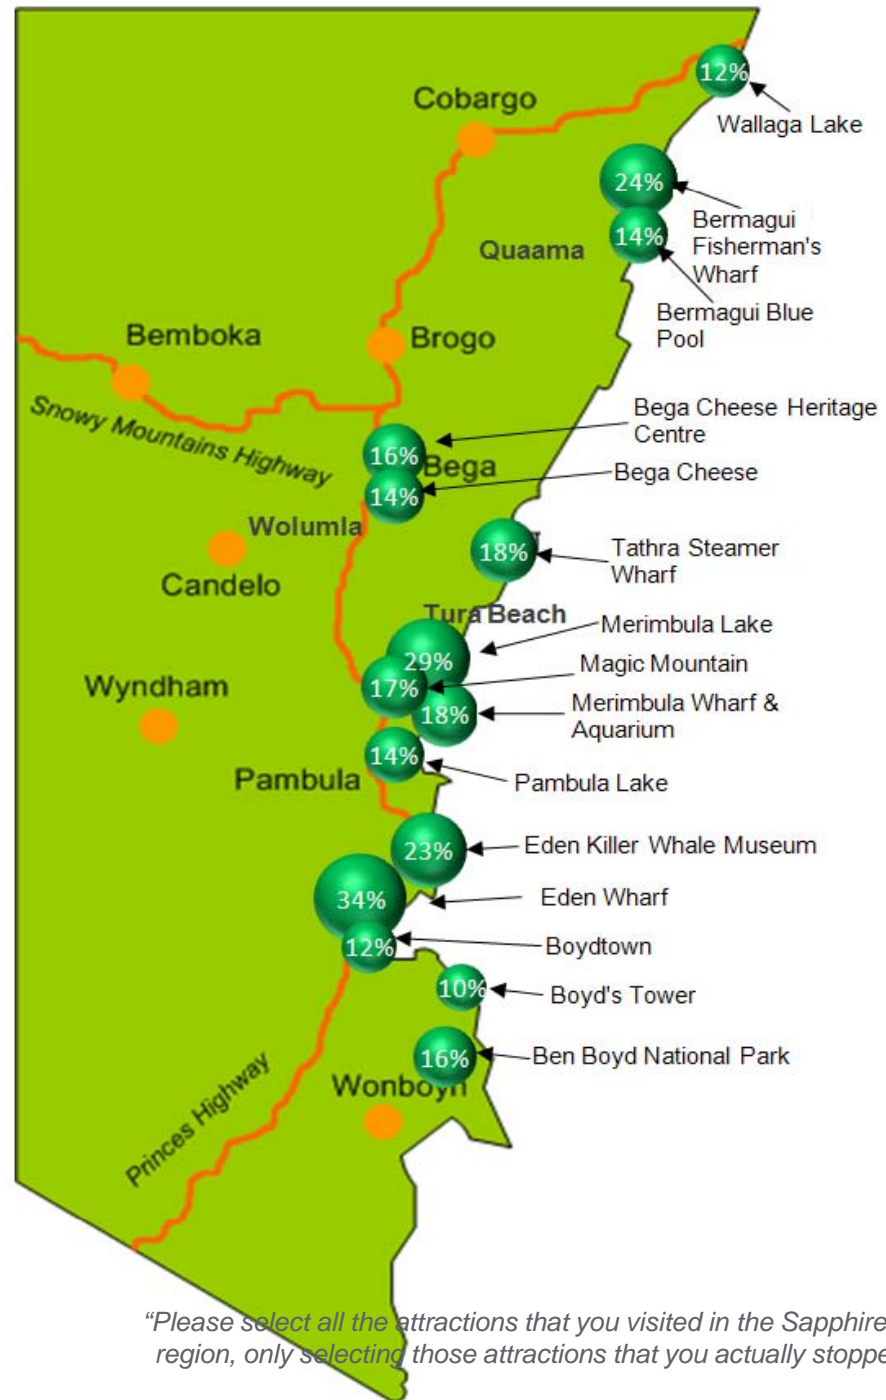 12%
Cobargo
Wallaga Lake
24%
Bermagui
Fisherman's
Wharf
14%
Quaama
Bermagui Blue
Pool
Bemboka
Brogo
Snowy Mountains Highway
Bega Cheese Heritage
Centre
16%
Bega
Bega Cheese
14%
Wolumla
Tathra Steamer
Wharf
18%
Candelo
Tura Beach
Merimbula Lake
29%
Magic Mountain
17%
Wyndham
Merimbula Wharf &
Aquarium
18%
14%
Pambula
Pambula Lake
Eden Killer Whale Museum
23%
34%
Eden Wharf
12%
Boydtown
10%
Boyd's Tower
16%
Ben Boyd National Park
Wonboyn
Princes Highway
“Please select all the attractions that you visited in the Sapphire
region, only selecting those attractions that you actually stoppe